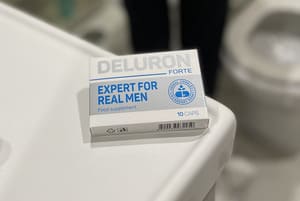 DELURON
FORTE
EXPERT FOR
REAL MEN
Food supplement
10 CAPS